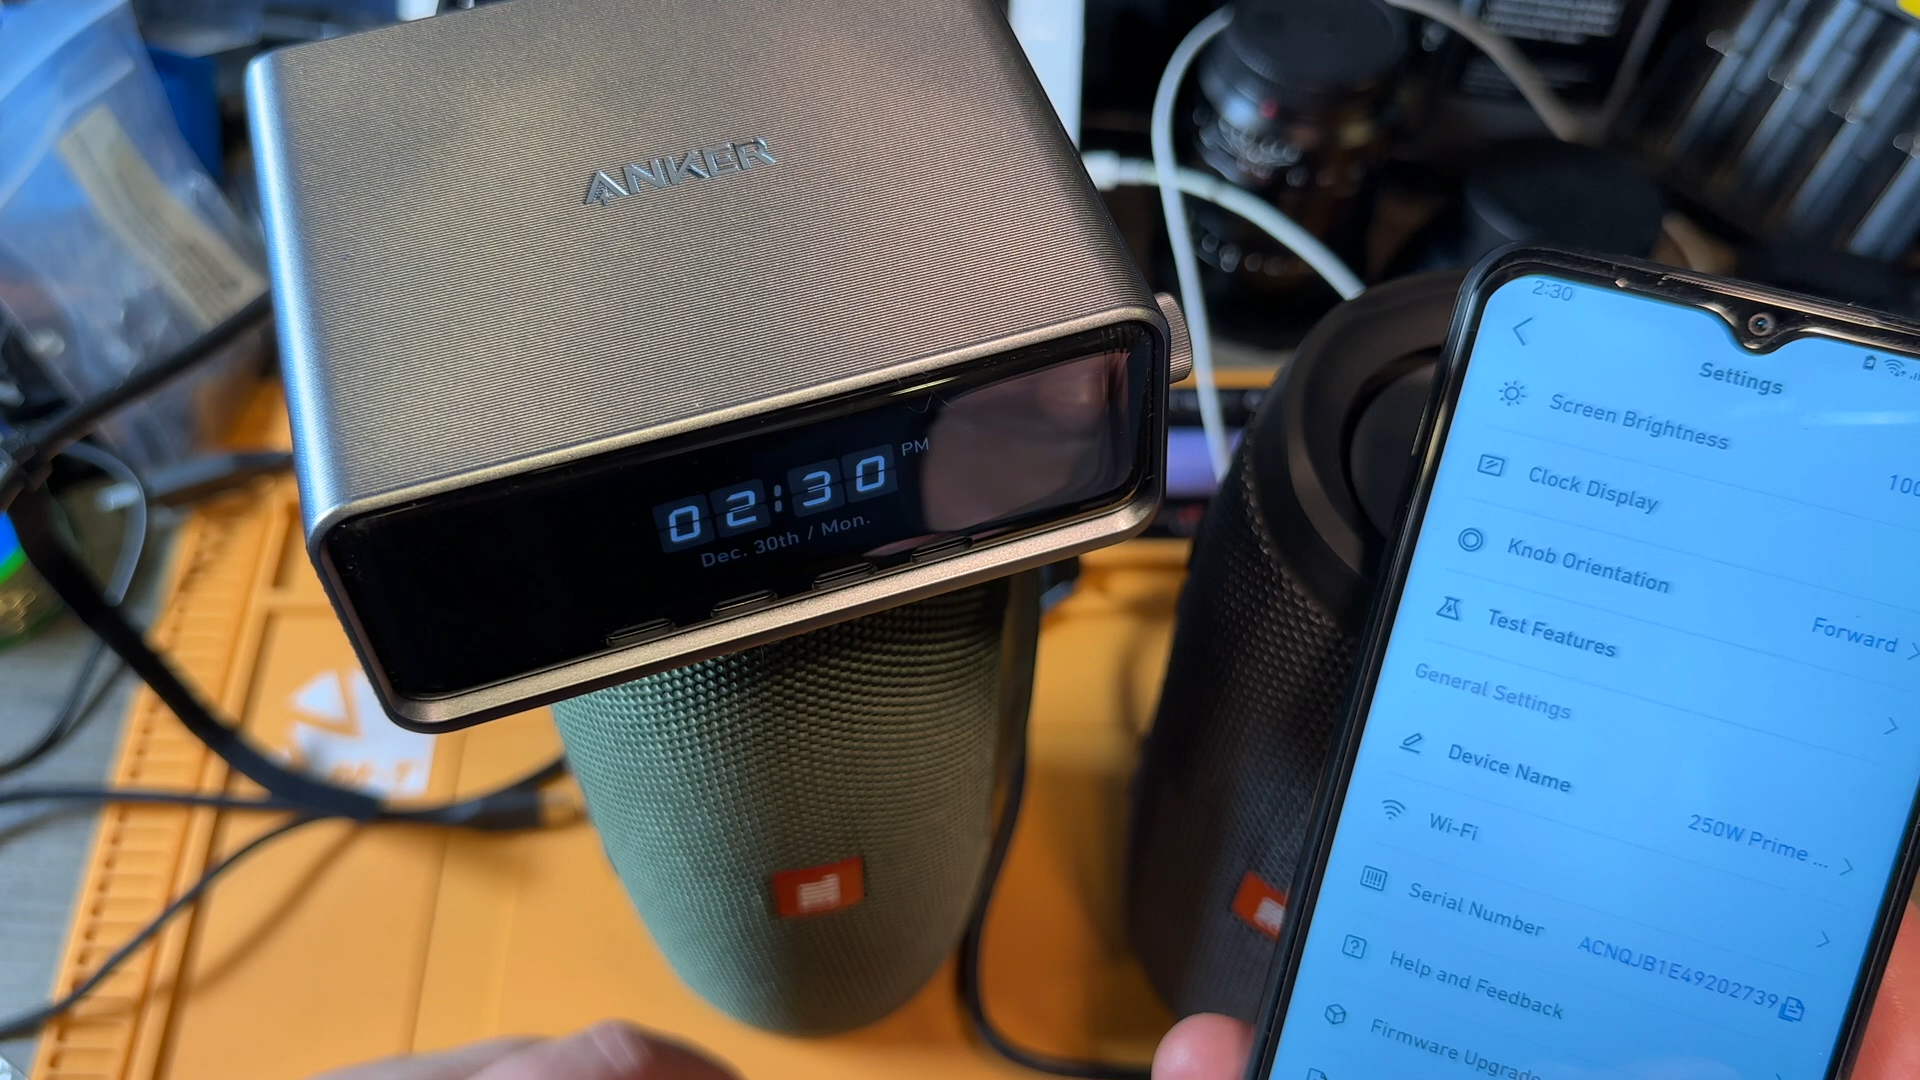 ANKER
02:30 PM
Dec. 30th / Mon.
2:30
Settings
Screen Brightness
100
Clock Display
Knob Orientation
Forward
Test Features
General Settings
Device Name
250W Prime ...
Wi-Fi
Serial Number
ACNQJB1E49202739
Help and Feedback
Firmware Upgrade